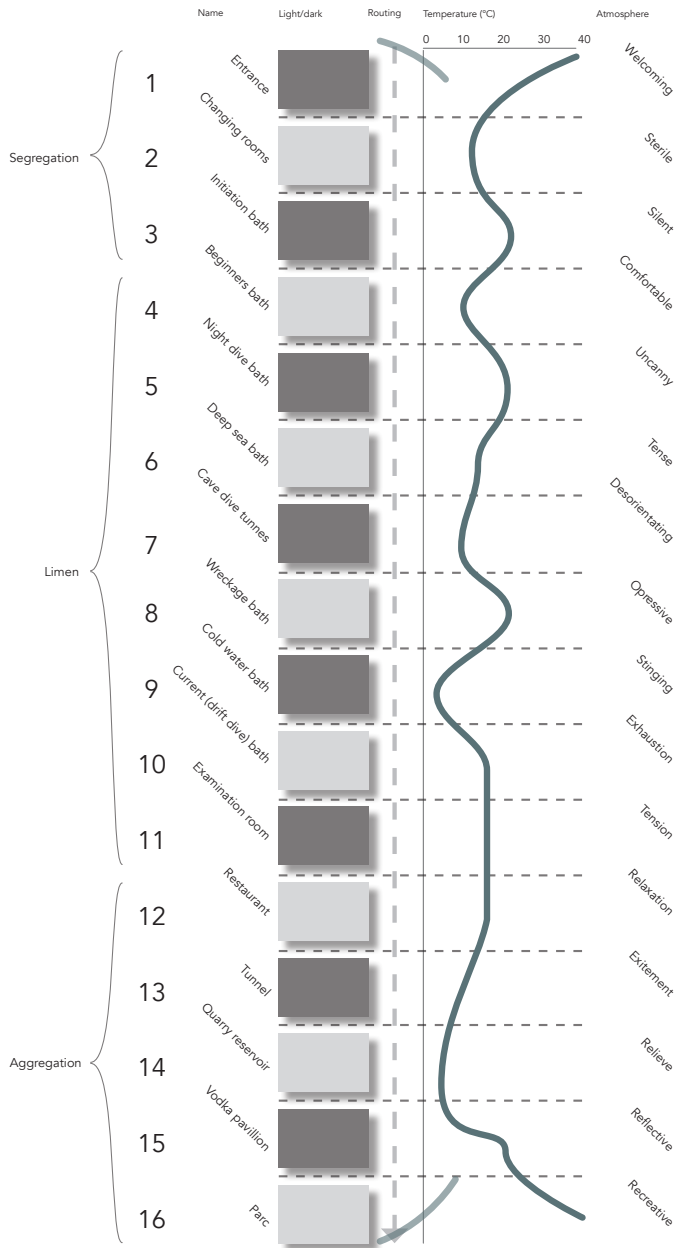 Name Light/dark Routing Temperature (°C) Atmosphere
0 10 20 30 40
Segregation
1 Entrance Welcoming
2 Changing rooms Sterile
3 Initiation bath Silent
Limen
4 Beginners bath Comfortable
5 Night dive bath Uncanny
6 Deep sea bath Tense
7 Cave dive tunnes Desorientating
8 Wreckage bath Opressive
9 Cold water bath Stinging
10 Current (drift dive) bath Exhaustion
11 Examination room Tension
Aggregation
12 Restaurant Relaxation
13 Tunnel Exitement
14 Quarry reservoir Relieve
15 Vodka pavillion Reflective
16 Parc Recreative